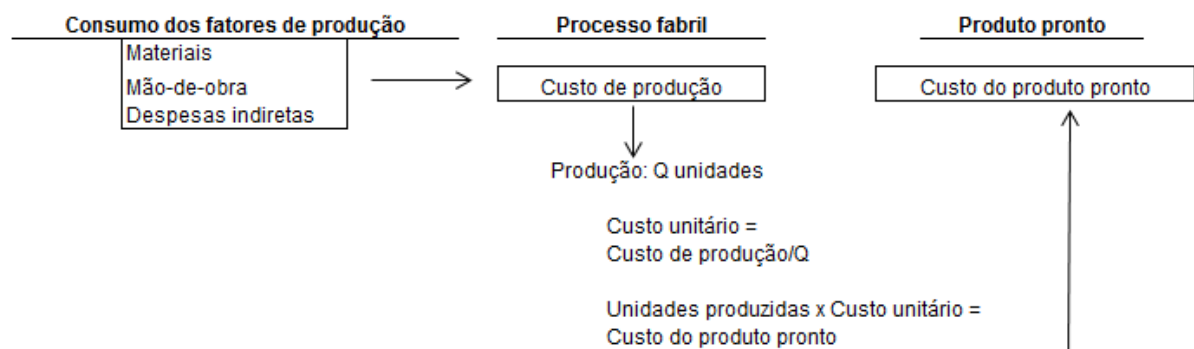 Consumo dos fatores de produção
Processo fabril
Produto pronto
Materiais
Mão-de-obra
Despesas indiretas
Custo de produção
Custo do produto pronto
Produção: Q unidades
Custo unitário =
Custo de produção/Q
Unidades produzidas x Custo unitário =
Custo do produto pronto